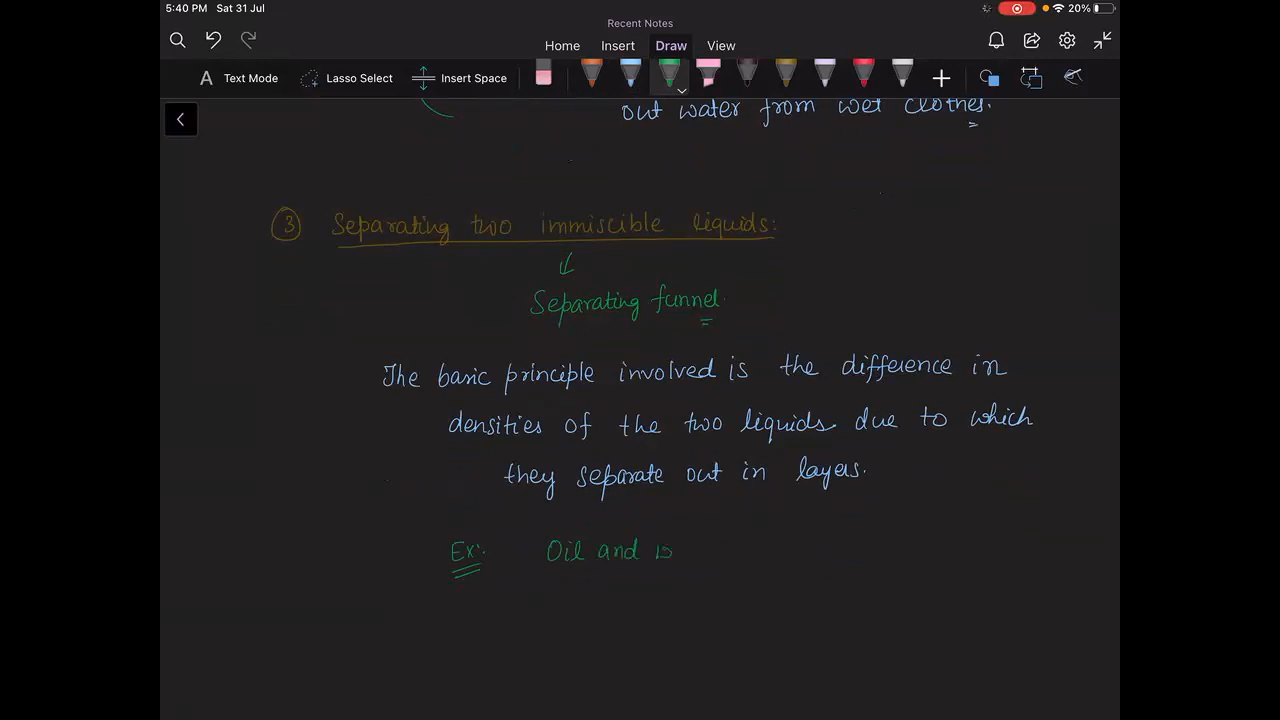 5:40 PM Sat 31 Jul
20%
Recent Notes
Home Insert Draw View
Text Mode Lasso Select Insert Space
out water from wet clothes.
3 Separating two immiscible liquids:
Separating funnel.
The basic principle involved is the difference in
densities of the two liquids due to which
they separate out in layers.
Ex:. Oil and